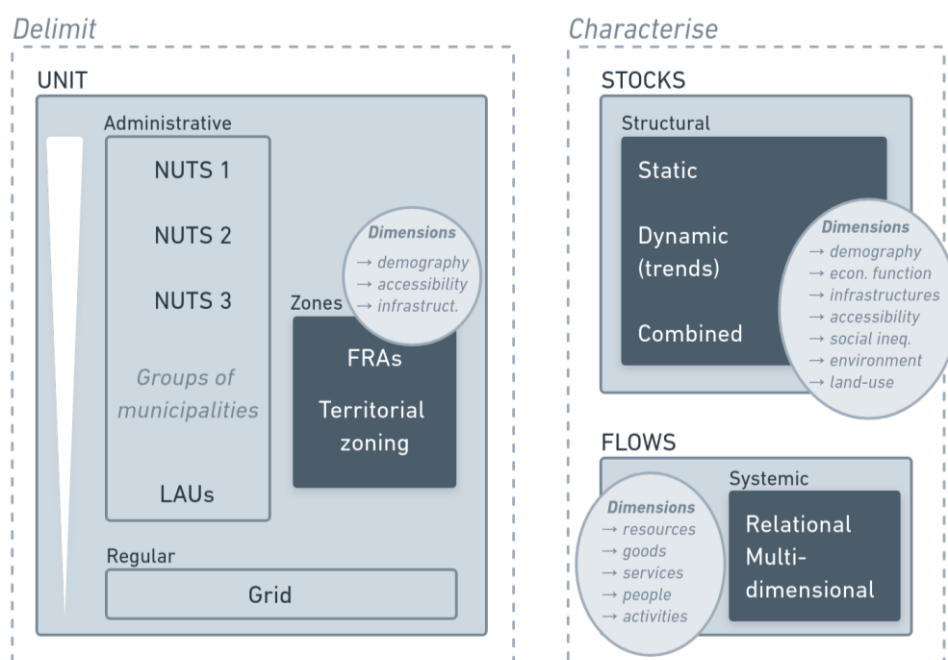 Delimit
UNIT
Administrative
NUTS 1
NUTS 2
NUTS 3
Groups of
municipalities
LAUs
Dimensions
→ demography
→ accessibility
→ infrastruct.
Zones
FRAs
Territorial
zoning
Regular
Grid
Characterise
STOCKS
Structural
Static
Dynamic
(trends)
Combined
Dimensions
→ demography
→ econ. function
→ infrastructures
→ accessibility
→ social ineq.
→ environment
→ land-use
FLOWS
Dimensions
→ resources
→ goods
→ services
→ people
→ activities
Systemic
Relational
Multi-
dimensional